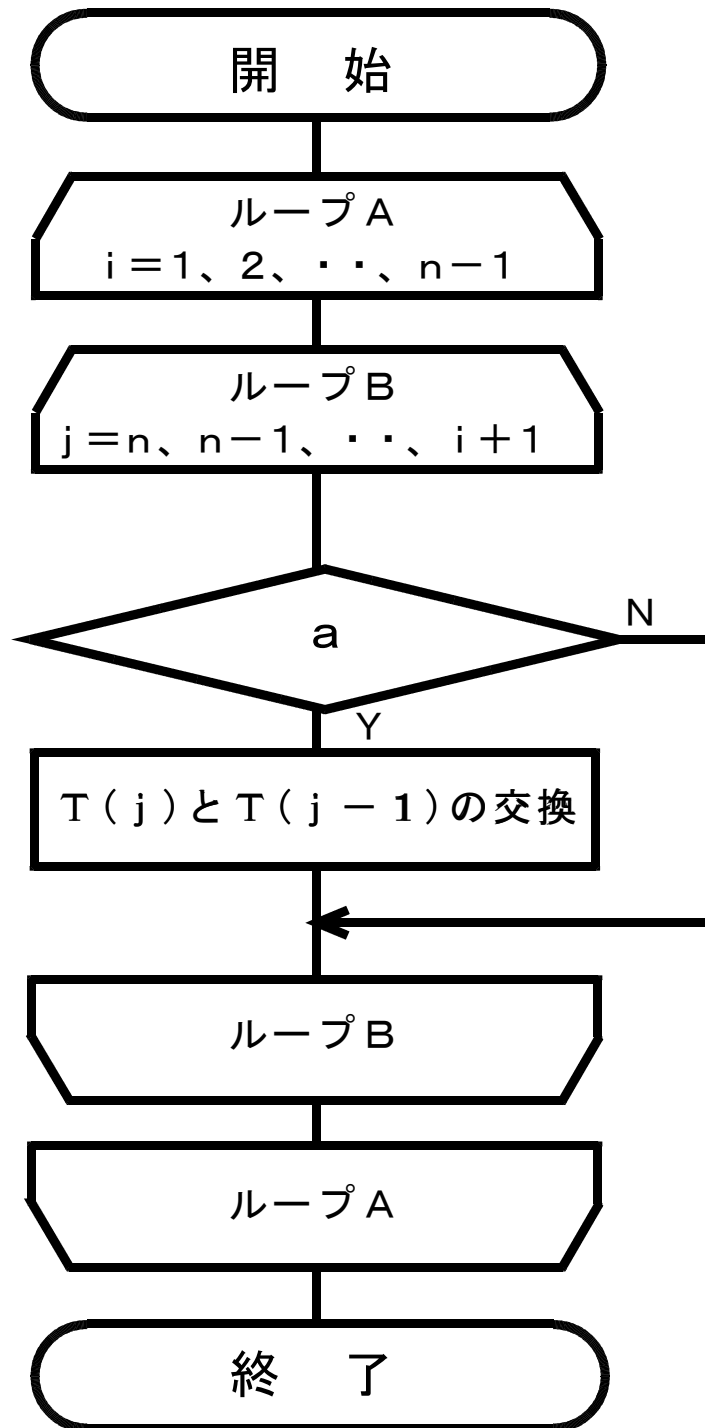 開　始
ループＡ
ｉ＝１、２、・・、ｎ－１
ループＢ
ｊ＝ｎ、ｎ－１、・・、ｉ＋１
ａ
Ｎ
Ｙ
Ｔ（ｊ）とＴ（ｊ－１）の交換
ループＢ
ループＡ
終　了